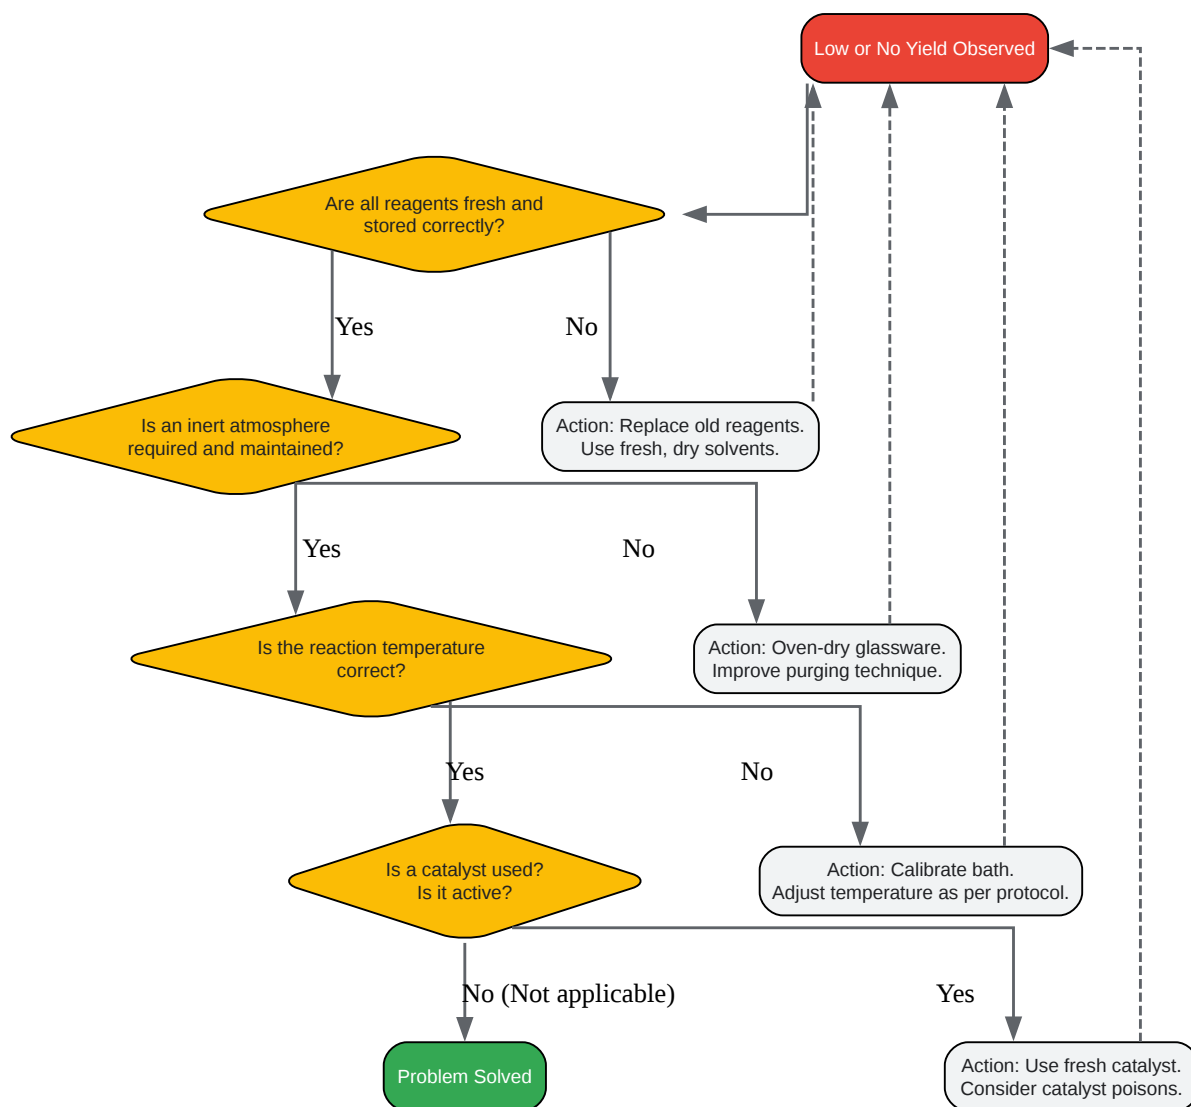 Low or No Yield Observed
Are all reagents fresh and
stored correctly?
Yes
No
Is an inert atmosphere
required and maintained?
Action: Replace old reagents.
Use fresh, dry solvents.
Yes
No
Is the reaction temperature
correct?
Action: Oven-dry glassware.
Improve purging technique.
Yes
No
Is a catalyst used?
Is it active?
Action: Calibrate bath.
Adjust temperature as per protocol.
No (Not applicable)
Yes
Problem Solved
Action: Use fresh catalyst.
Consider catalyst poisons.